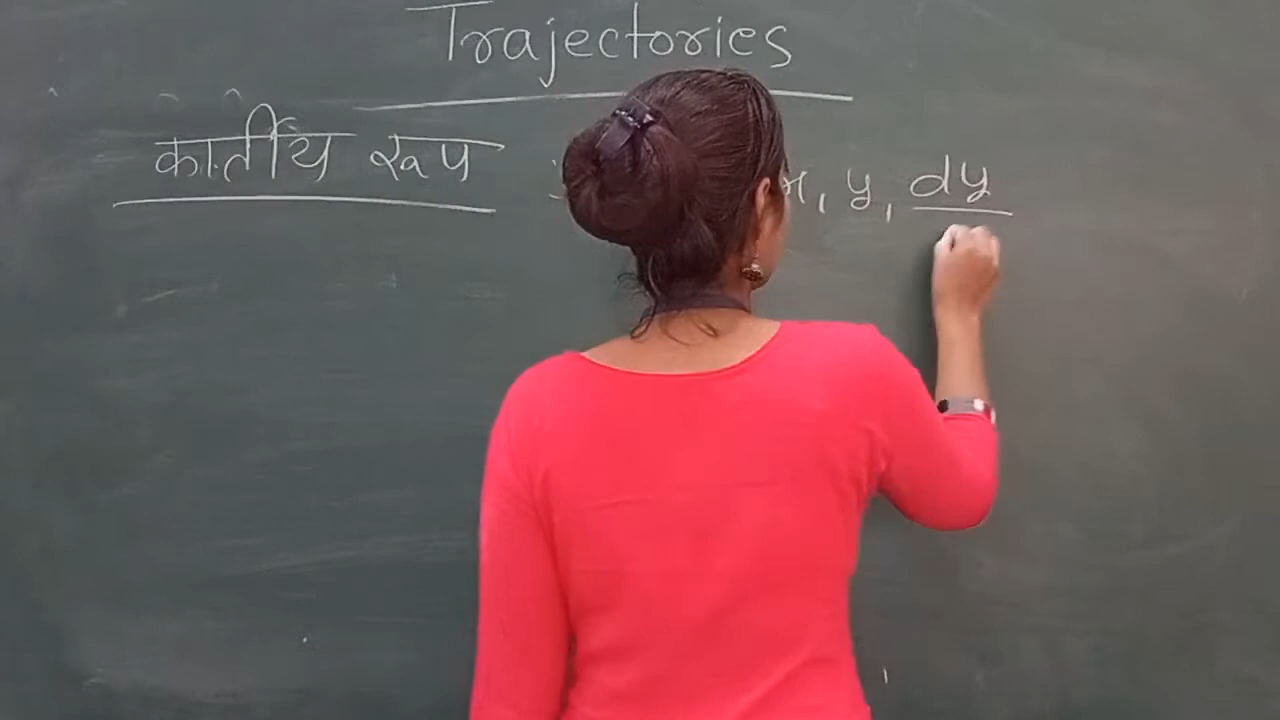 Trajectories
कार्तीय रूप x, y, dy